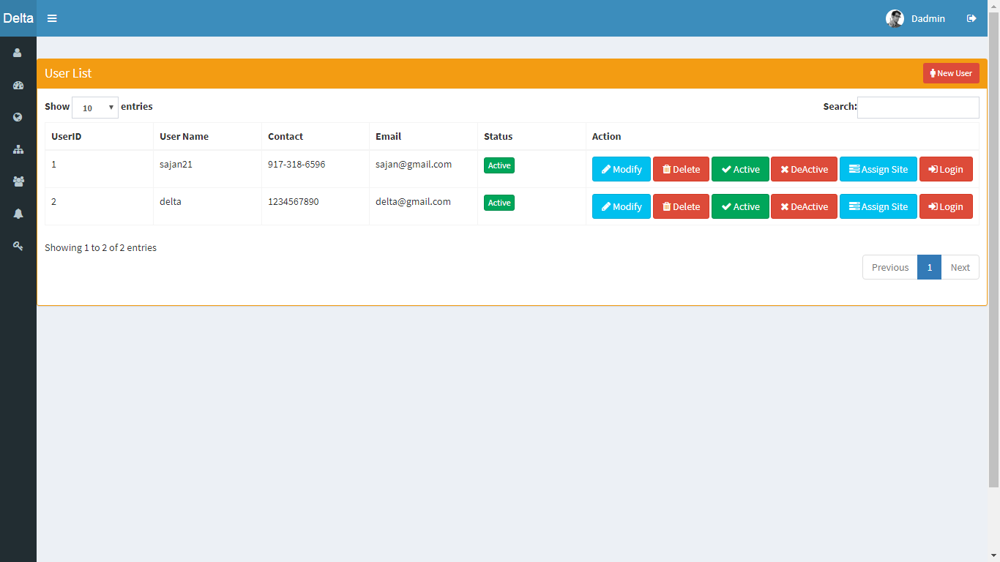 Delta Dadmin
User List New User
Show 10 entries Search:
UserID User Name Contact Email Status Action
1 sajan21 917-318-6596 sajan@gmail.com Active Modify Delete Active DeActive Assign Site Login
2 delta 1234567890 delta@gmail.com Active Modify Delete Active DeActive Assign Site Login
Showing 1 to 2 of 2 entries
Previous 1 Next